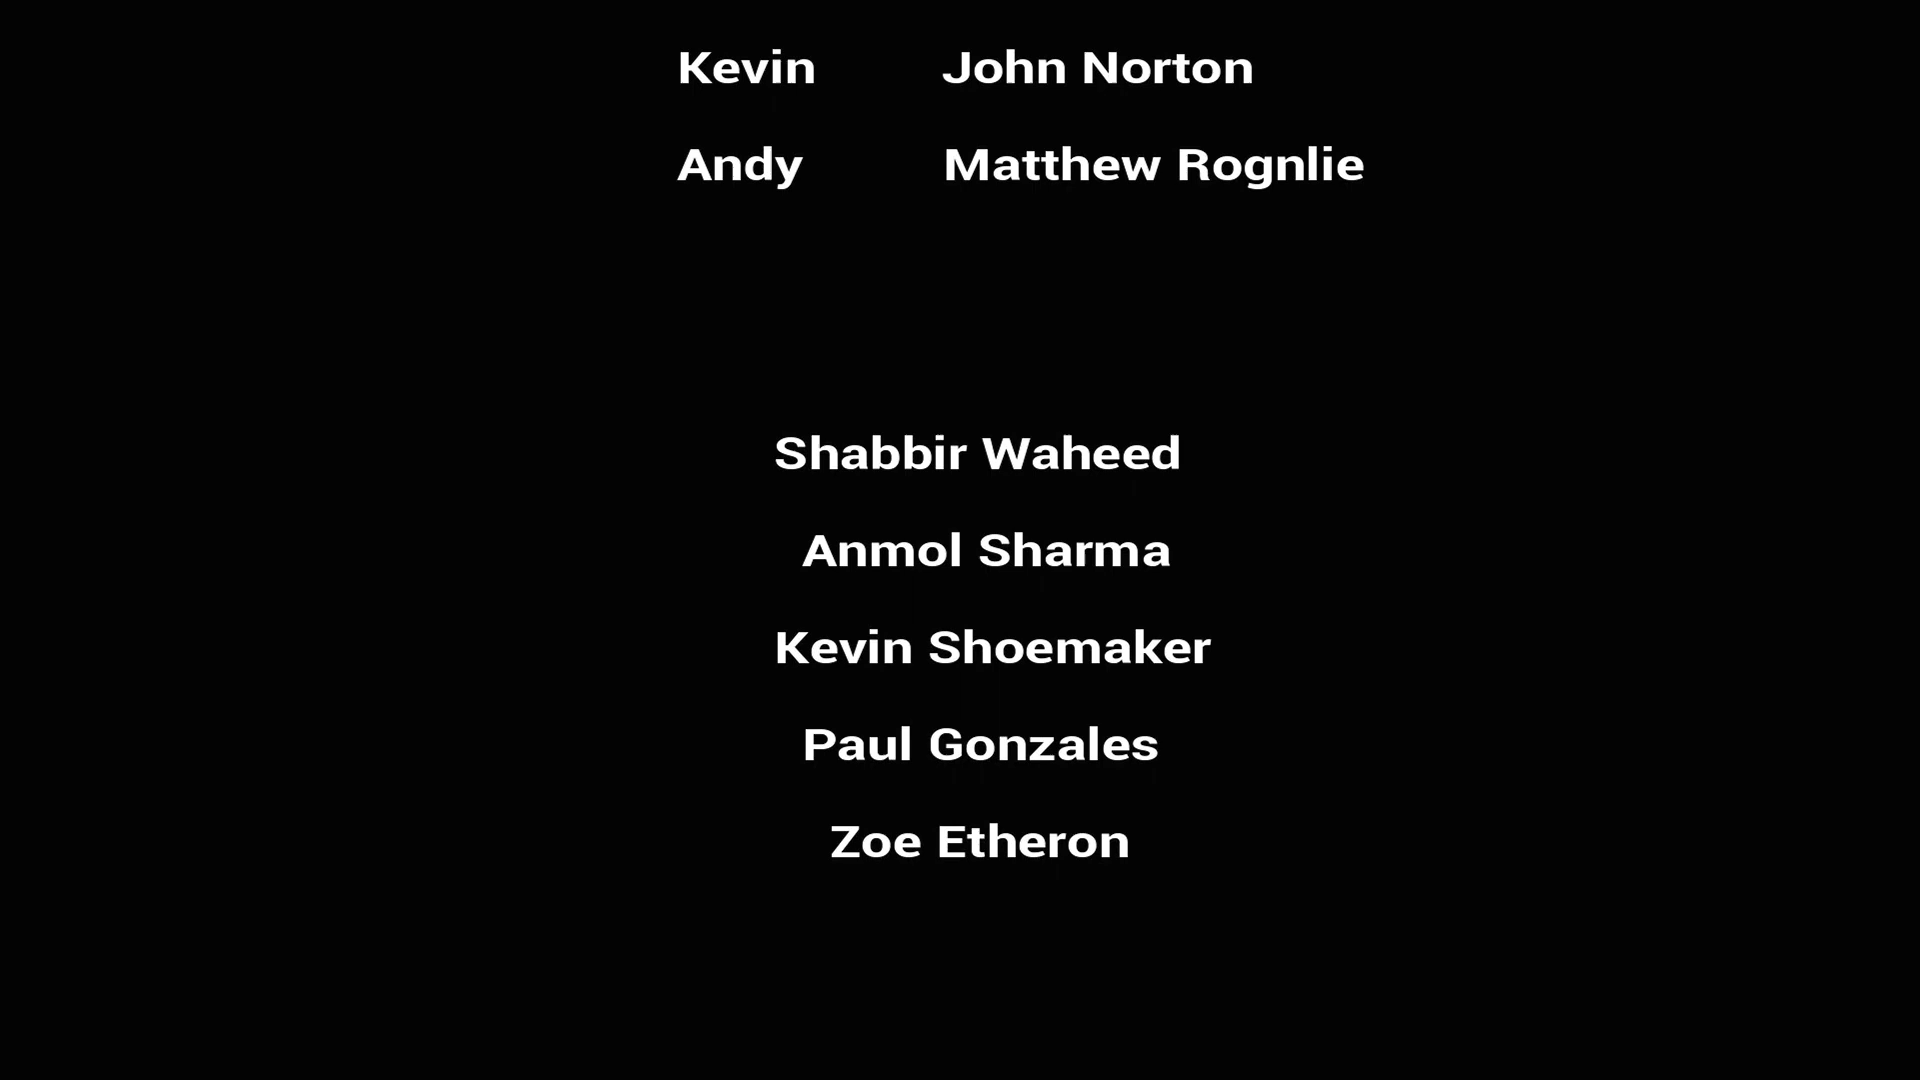 Kevin John Norton
Andy Matthew Rognlie
Shabbir Waheed
Anmol Sharma
Kevin Shoemaker
Paul Gonzales
Zoe Etheron